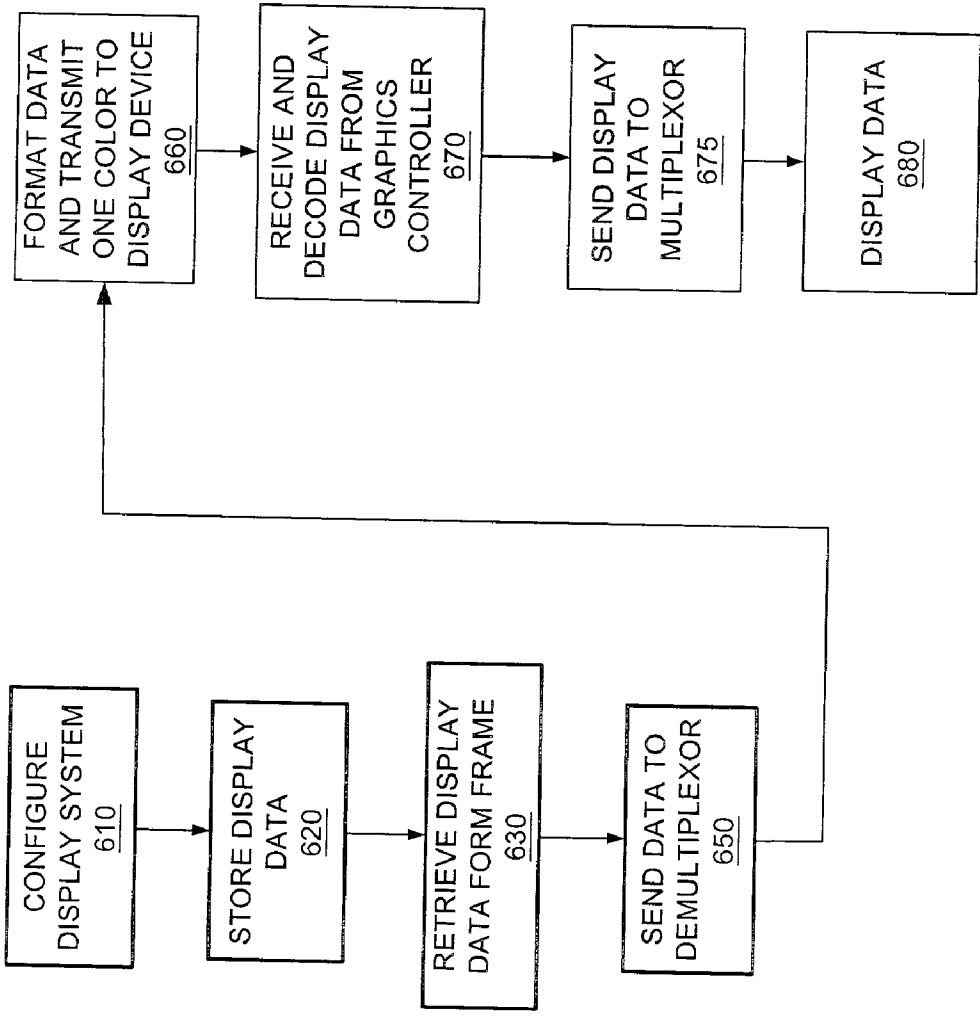 CONFIGURE
DISPLAY SYSTEM
610
STORE DISPLAY
DATA
620
RETRIEVE DISPLAY
DATA FORM FRAME
630
SEND DATA TO
DEMULTIPLEXOR
650
FORMAT DATA
AND TRANSMIT
ONE COLOR TO
DISPLAY DEVICE
660
RECEIVE AND
DECODE DISPLAY
DATA FROM
GRAPHICS
CONTROLLER
670
SEND DISPLAY
DATA TO
MULTIPLEXOR
675
DISPLAY DATA
680